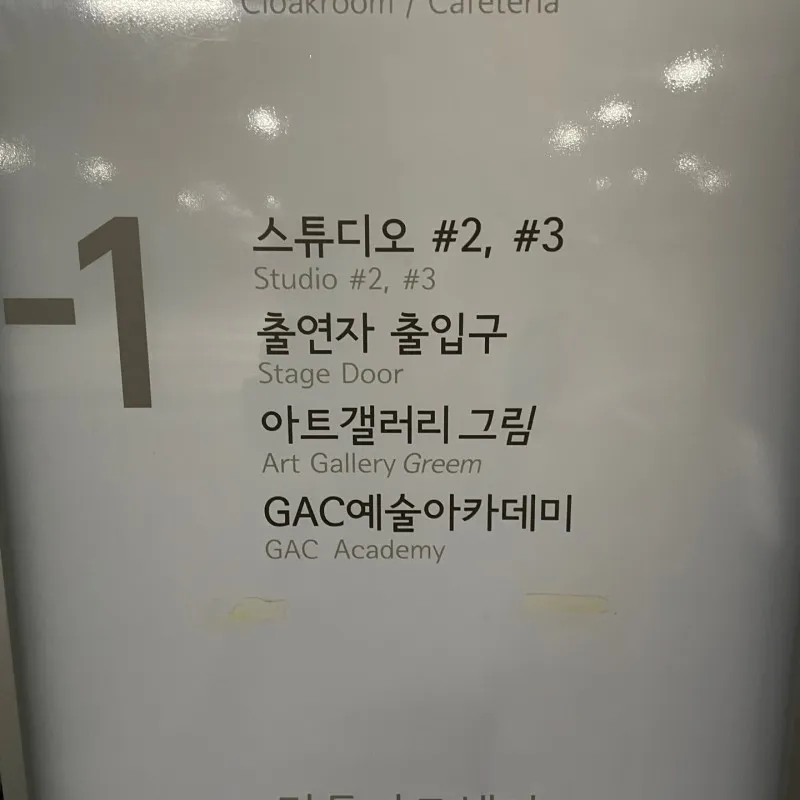 Cloakroom / Cafeteria
-1
스튜디오 #2, #3
Studio #2, #3
출연자 출입구
Stage Door
아트갤러리 그림
Art Gallery Greem
GAC예술아카데미
GAC Academy